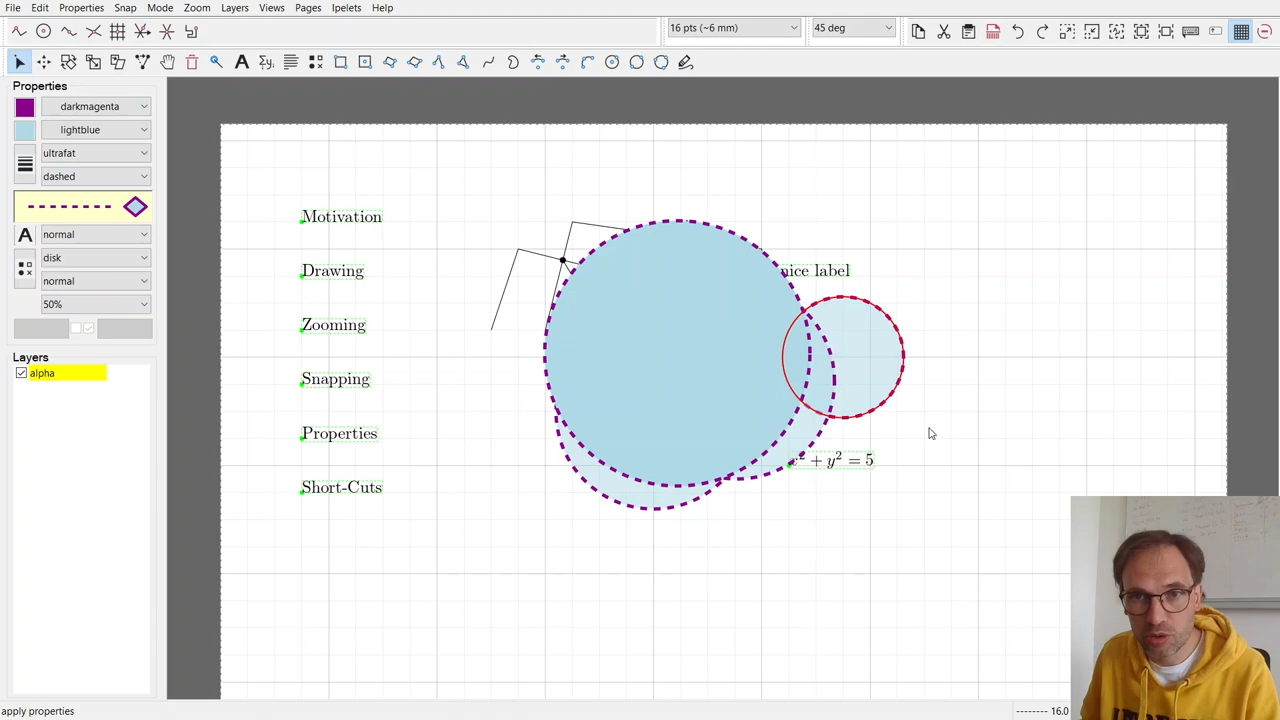 File Edit Properties Snap Mode Zoom Layers Views Pages Ipelets Help
16 pts (~6 mm) 45 deg
Properties
darkmagenta
lightblue
ultrafat
dashed
normal
disk
normal
50%
Layers
alpha
Motivation
Drawing
Zooming
Snapping
Properties
Short-Cuts
nice label
x² + y² = 5
apply properties
16.0